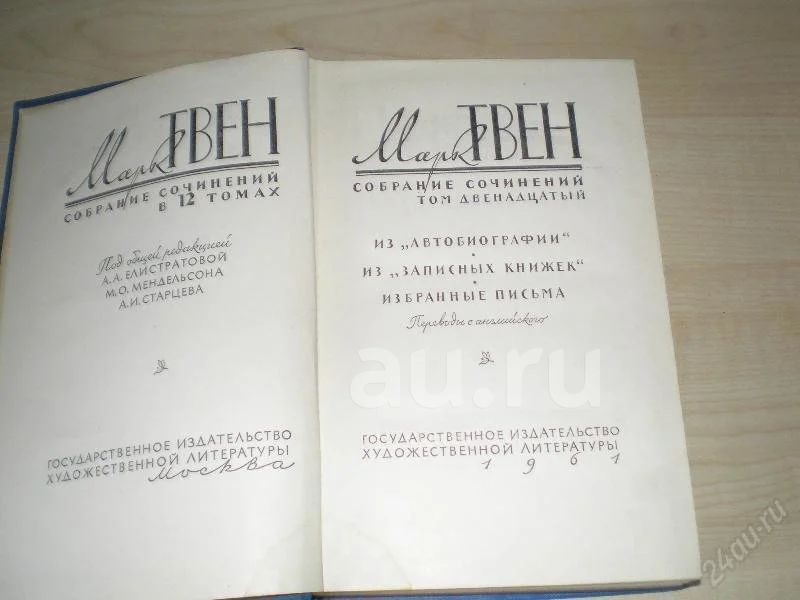 Марк ТВЕН
СОБРАНИЕ СОЧИНЕНИЙ
В 12 ТОМАХ
Под общей редакцией
А. А. ЕЛИСТРАТОВОЙ
М. О. МЕНДЕЛЬСОНА
А. И. СТАРЦЕВА
ГОСУДАРСТВЕННОЕ ИЗДАТЕЛЬСТВО
ХУДОЖЕСТВЕННОЙ ЛИТЕРАТУРЫ
Москва
Марк ТВЕН
СОБРАНИЕ СОЧИНЕНИЙ
ТОМ ДВЕНАДЦАТЫЙ
ИЗ „АВТОБИОГРАФИИ“
ИЗ „ЗАПИСНЫХ КНИЖЕК“
ИЗБРАННЫЕ ПИСЬМА
Переводы с английского
ГОСУДАРСТВЕННОЕ ИЗДАТЕЛЬСТВО
ХУДОЖЕСТВЕННОЙ ЛИТЕРАТУРЫ
1961
au.ru
24au.ru